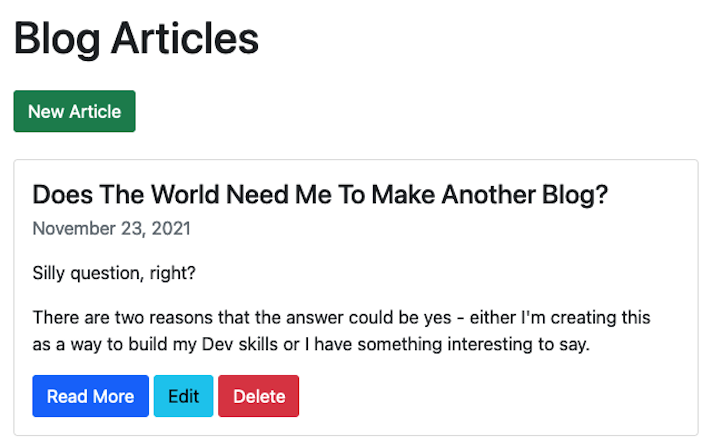 Blog Articles
New Article
Does The World Need Me To Make Another Blog?
November 23, 2021
Silly question, right?
There are two reasons that the answer could be yes - either I'm creating this
as a way to build my Dev skills or I have something interesting to say.
Read More Edit Delete